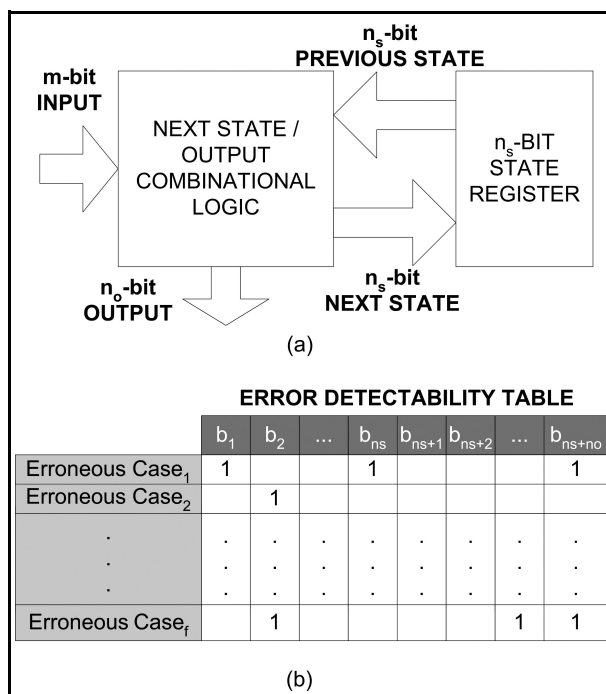 n_s-bit
PREVIOUS STATE
m-bit
INPUT
NEXT STATE /
OUTPUT
COMBINATIONAL
LOGIC
n_s-BIT
STATE
REGISTER
n_o-bit
OUTPUT
n_s-bit
NEXT STATE
(a)
ERROR DETECTABILITY TABLE
b_1 b_2 ... b_ns b_ns+1 b_ns+2 ... b_ns+no
Erroneous Case_1 1 1 1
Erroneous Case_2 1
. . . . . . . . .
. . . . . . . . .
. . . . . . . . .
Erroneous Case_f 1 1 1
(b)